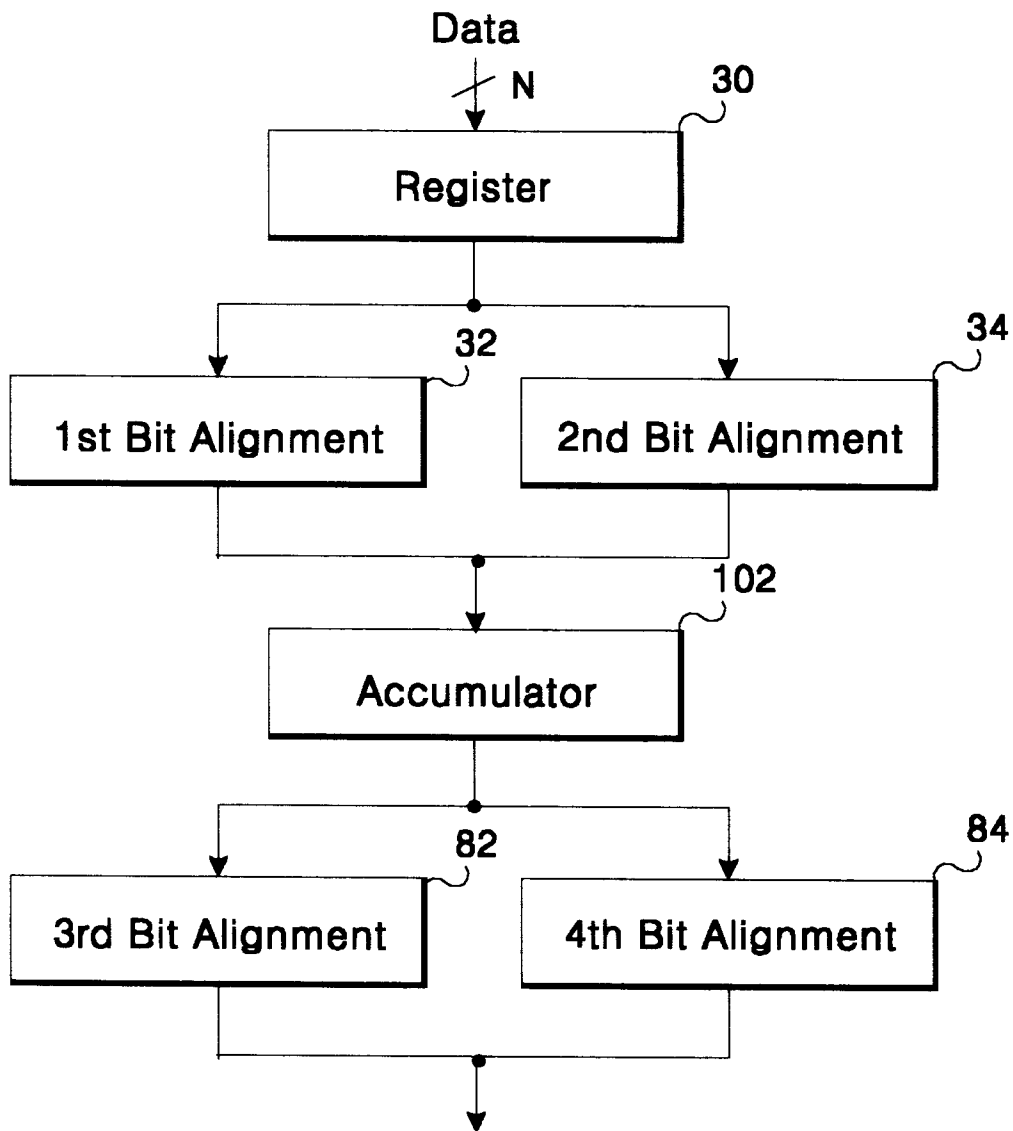 Data
N
30
Register
32
34
1st Bit Alignment
2nd Bit Alignment
102
Accumulator
82
84
3rd Bit Alignment
4th Bit Alignment